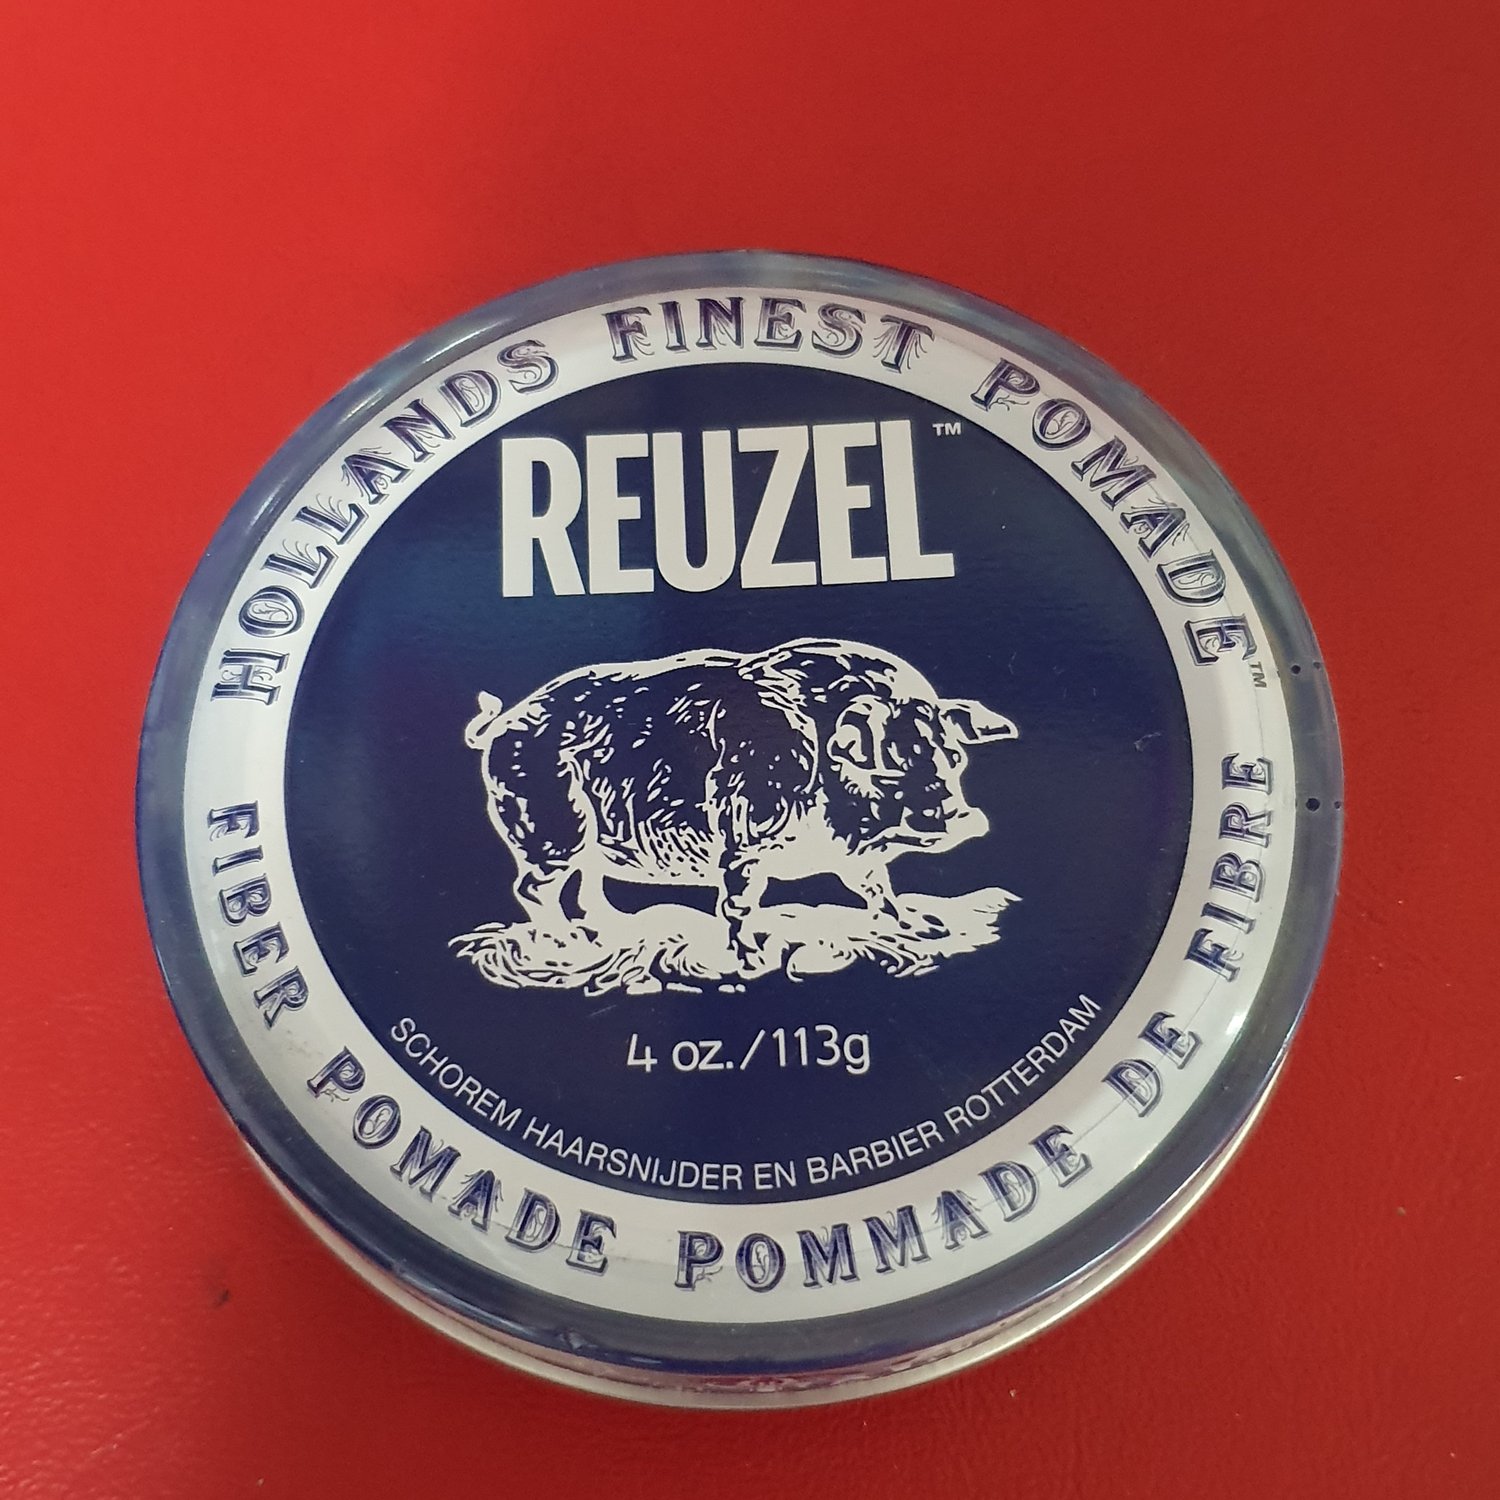 HOLLANDS FINEST POMADE™
REUZEL™
4 oz./113g
SCHOREM HAARSNIJDER EN BARBIER ROTTERDAM
FIBER POMADE POMMADE DE FIBRE